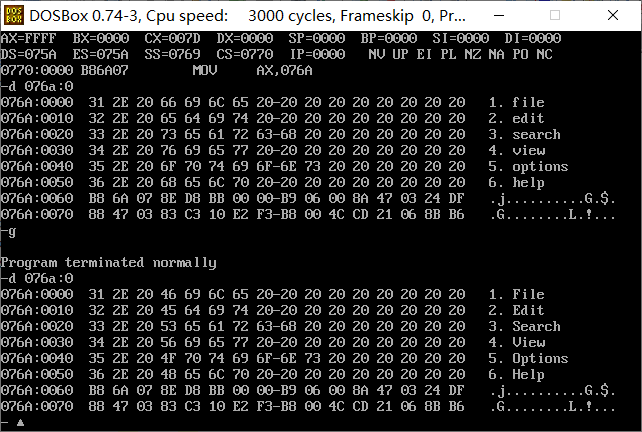 DOSBox 0.74-3, Cpu speed:    3000 cycles, Frameskip  0, Pr...
AX=FFFF  BX=0000  CX=007D  DX=0000  SP=0000  BP=0000  SI=0000  DI=0000
DS=075A  ES=075A  SS=0769  CS=0770  IP=0000   NV UP EI PL NZ NA PO NC
0770:0000 B86A07        MOV     AX,076A
-d 076a:0
076A:0000  31 2E 20 66 69 6C 65 20-20 20 20 20 20 20 20 20   1. file
076A:0010  32 2E 20 65 64 69 74 20-20 20 20 20 20 20 20 20   2. edit
076A:0020  33 2E 20 73 65 61 72 63-68 20 20 20 20 20 20 20   3. search
076A:0030  34 2E 20 76 69 65 77 20-20 20 20 20 20 20 20 20   4. view
076A:0040  35 2E 20 6F 70 74 69 6F-6E 73 20 20 20 20 20 20   5. options
076A:0050  36 2E 20 68 65 6C 70 20-20 20 20 20 20 20 20 20   6. help
076A:0060  B8 6A 07 8E D8 BB 00 00-B9 06 00 8A 47 03 24 DF   .j..........G.$.
076A:0070  88 47 03 83 C3 10 E2 F3-B8 00 4C CD 21 06 8B B6   .G........L.!...
-g
Program terminated normally
-d 076a:0
076A:0000  31 2E 20 46 69 6C 65 20-20 20 20 20 20 20 20 20   1. File
076A:0010  32 2E 20 45 64 69 74 20-20 20 20 20 20 20 20 20   2. Edit
076A:0020  33 2E 20 53 65 61 72 63-68 20 20 20 20 20 20 20   3. Search
076A:0030  34 2E 20 56 69 65 77 20-20 20 20 20 20 20 20 20   4. View
076A:0040  35 2E 20 4F 70 74 69 6F-6E 73 20 20 20 20 20 20   5. Options
076A:0050  36 2E 20 48 65 6C 70 20-20 20 20 20 20 20 20 20   6. Help
076A:0060  B8 6A 07 8E D8 BB 00 00-B9 06 00 8A 47 03 24 DF   .j..........G.$.
076A:0070  88 47 03 83 C3 10 E2 F3-B8 00 4C CD 21 06 8B B6   .G........L.!...
- ▲